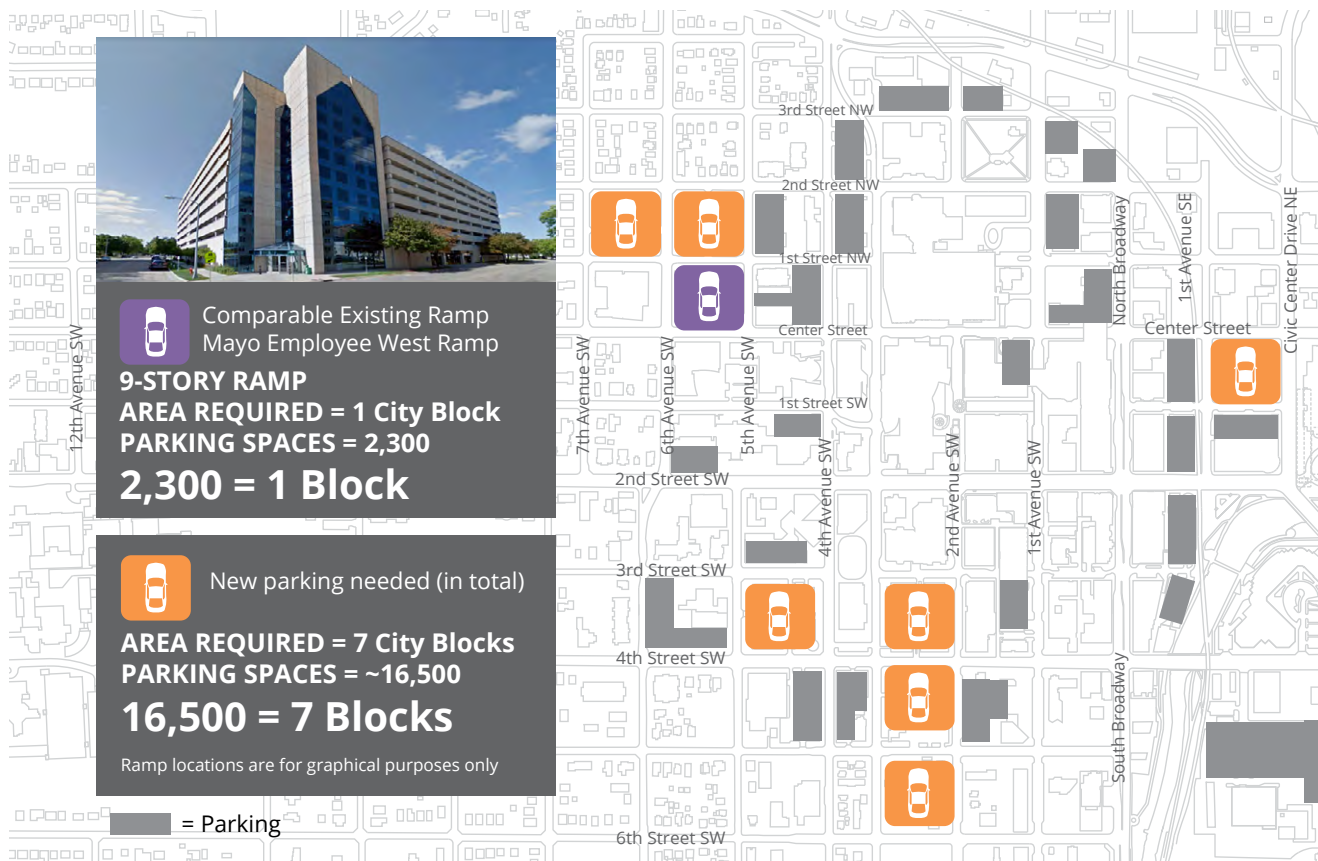 Comparable Existing Ramp
Mayo Employee West Ramp
9-STORY RAMP
AREA REQUIRED = 1 City Block
PARKING SPACES = 2,300
2,300 = 1 Block
New parking needed (in total)
AREA REQUIRED = 7 City Blocks
PARKING SPACES = ~16,500
16,500 = 7 Blocks
Ramp locations are for graphical purposes only
= Parking
3rd Street NW
2nd Street NW
1st Street NW
Center Street
Center Street
1st Street SW
2nd Street SW
3rd Street SW
4th Street SW
6th Street SW
12th Avenue SW
7th Avenue SW
6th Avenue SW
5th Avenue SW
4th Avenue SW
2nd Avenue SW
1st Avenue SW
North Broadway
South Broadway
1st Avenue SE
Civic Center Drive NE